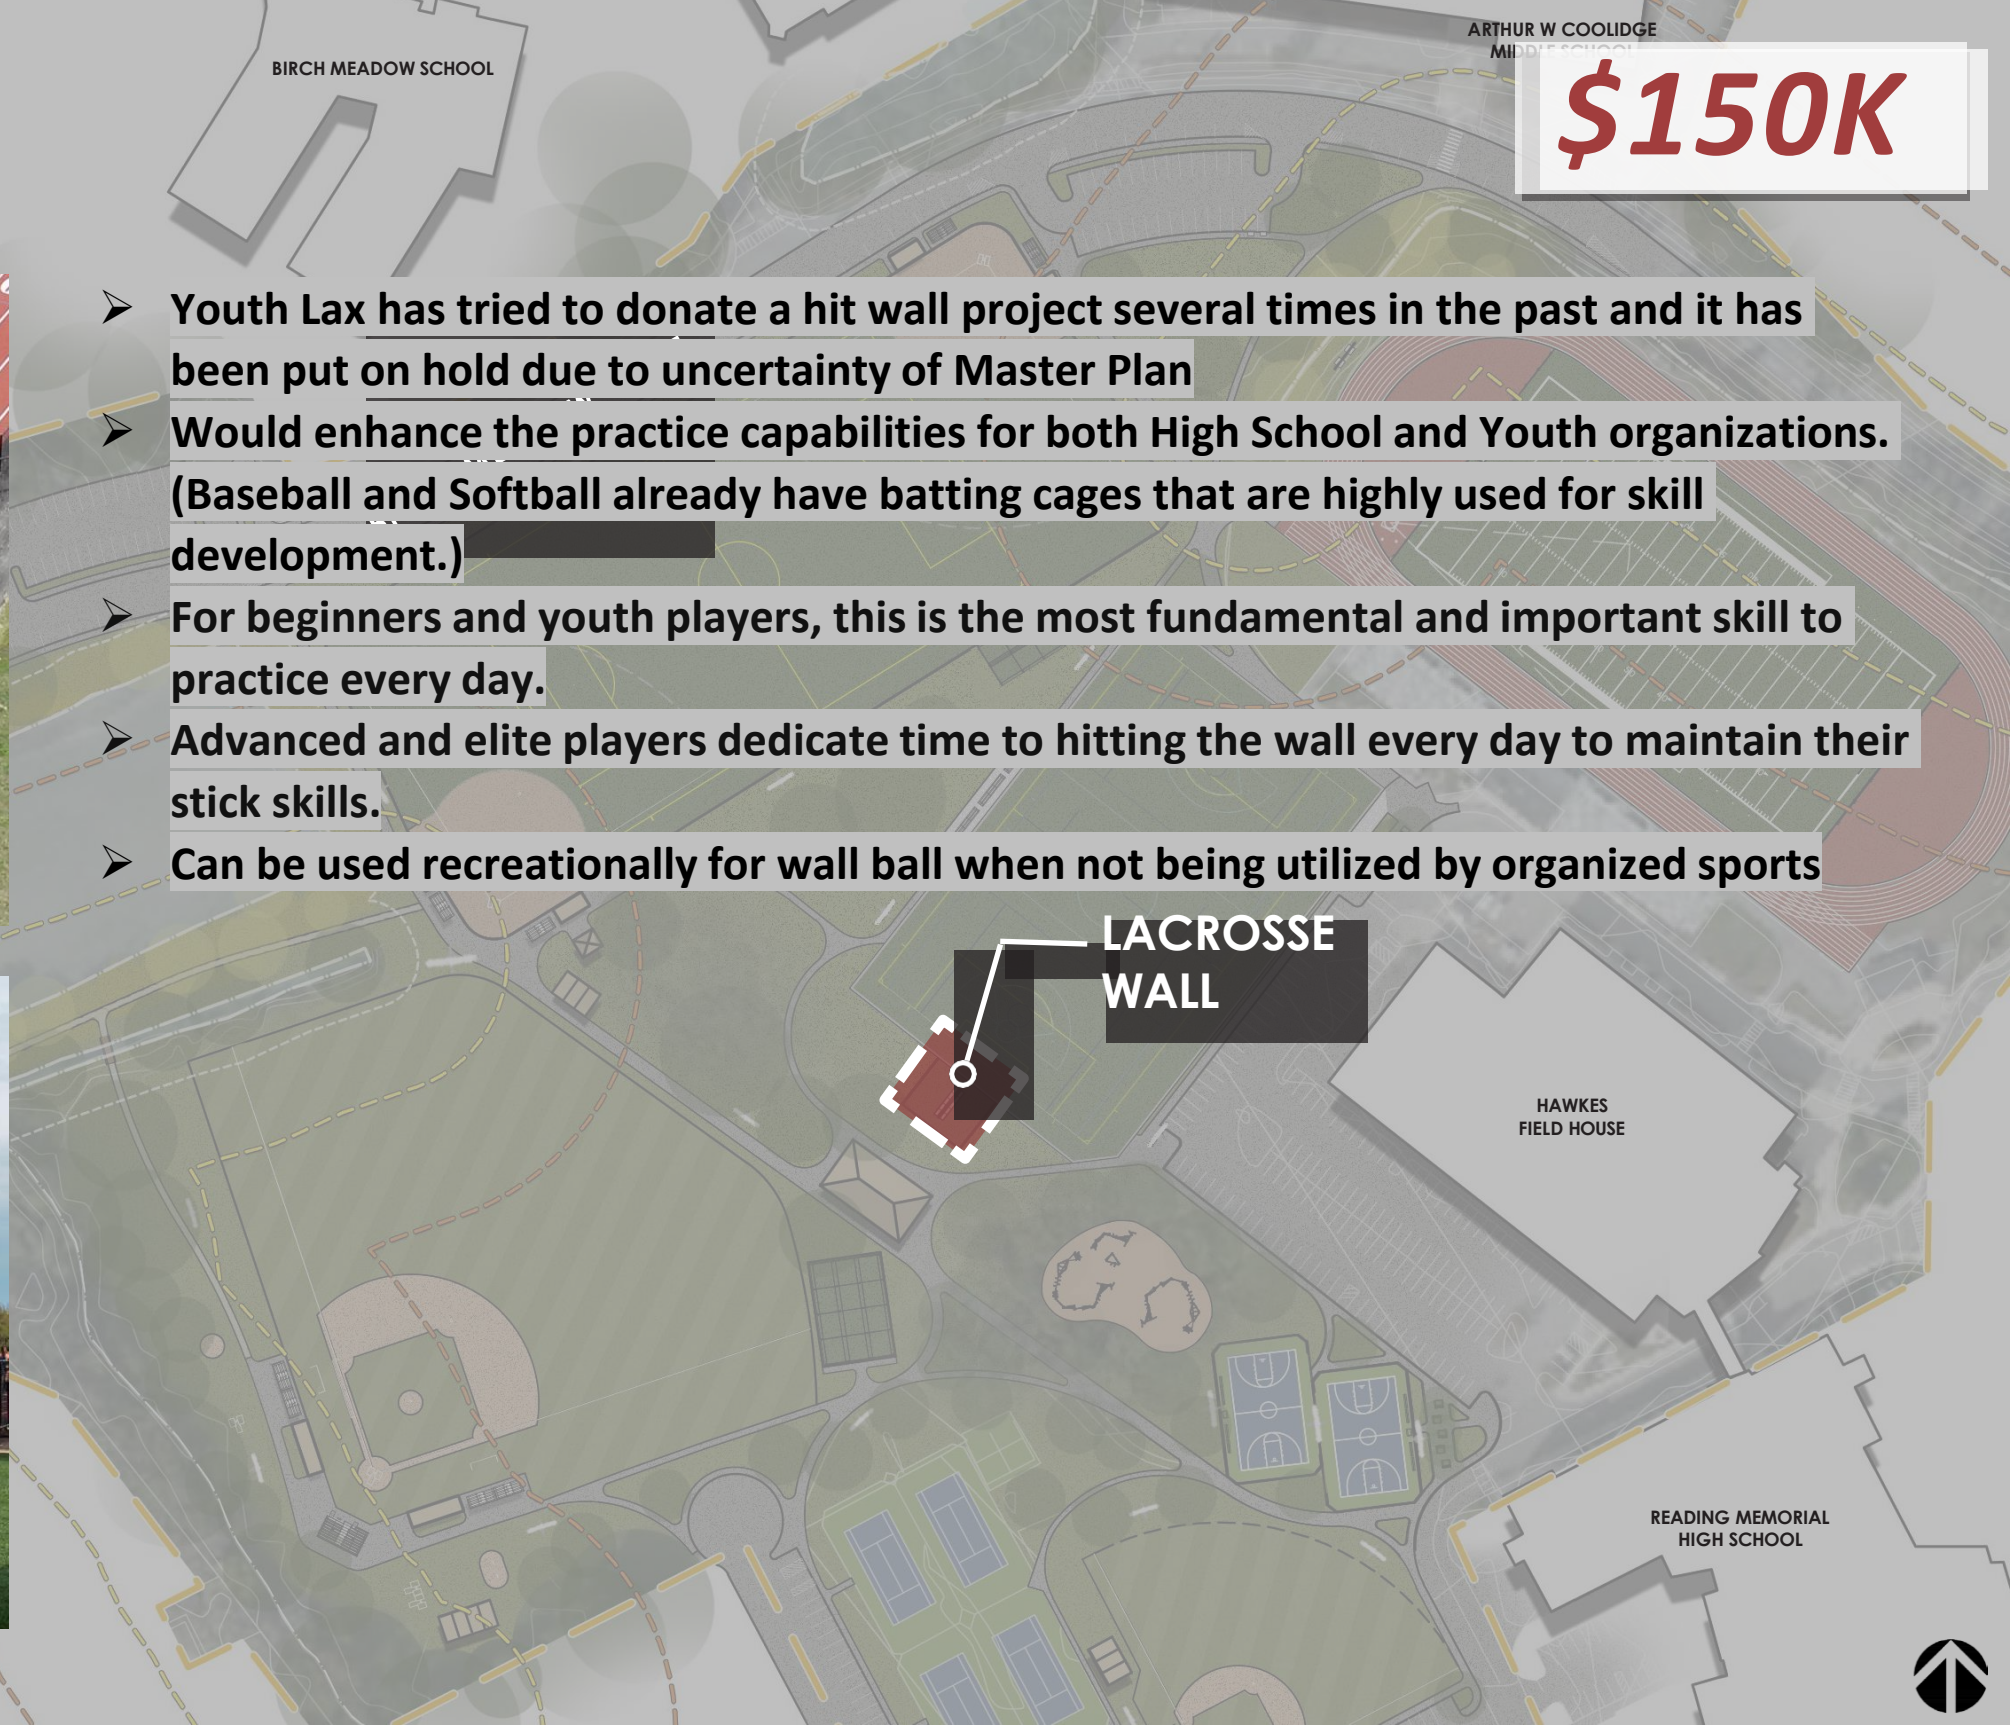 ARTHUR W COOLIDGE
MIDDLE SCHOOL
BIRCH MEADOW SCHOOL
$150K
➢ Youth Lax has tried to donate a hit wall project several times in the past and it has
been put on hold due to uncertainty of Master Plan
➢ Would enhance the practice capabilities for both High School and Youth organizations.
(Baseball and Softball already have batting cages that are highly used for skill
development.)
➢ For beginners and youth players, this is the most fundamental and important skill to
practice every day.
➢ Advanced and elite players dedicate time to hitting the wall every day to maintain their
stick skills.
➢ Can be used recreationally for wall ball when not being utilized by organized sports
LACROSSE
WALL
HAWKES
FIELD HOUSE
READING MEMORIAL
HIGH SCHOOL